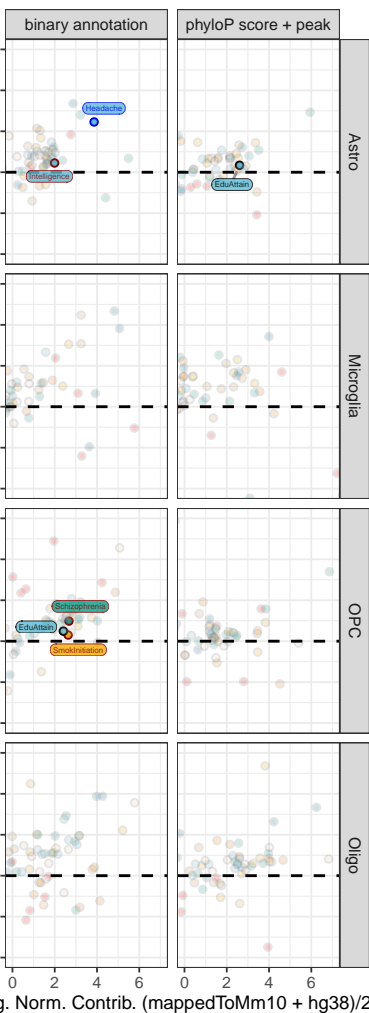 binary annotation
phyloP score + peak
Headache
Intelligence
EduAttain
Astro
Microglia
Schizophrenia
EduAttain
SmokInitiation
OPC
Oligo
0 2 4 6
0 2 4 6
g. Norm. Contrib. (mappedToMm10 + hg38)/2